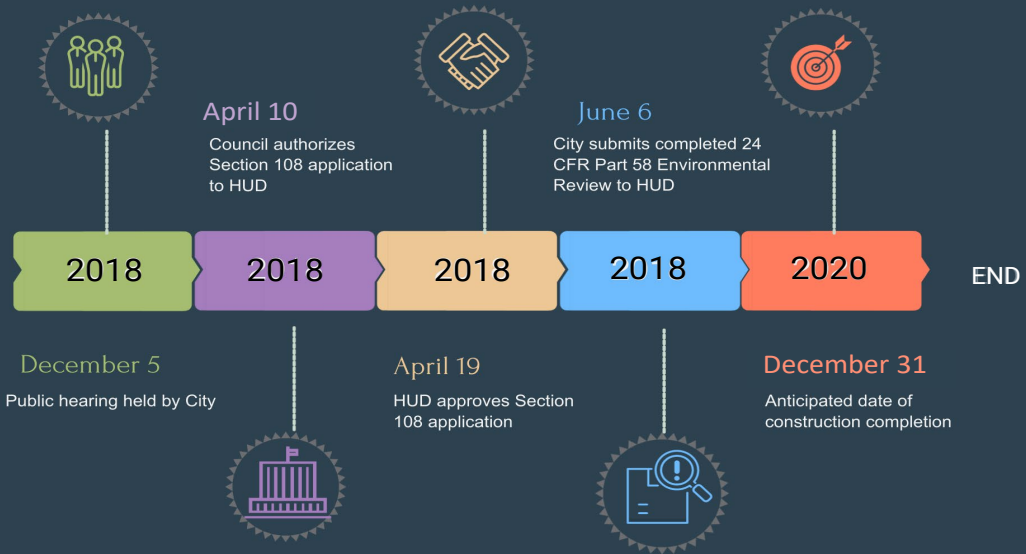 April 10
Council authorizes
Section 108 application
to HUD
June 6
City submits completed 24
CFR Part 58 Environmental
Review to HUD
2018
2018
2018
2018
2020
END
December 5
Public hearing held by City
April 19
HUD approves Section
108 application
December 31
Anticipated date of
construction completion